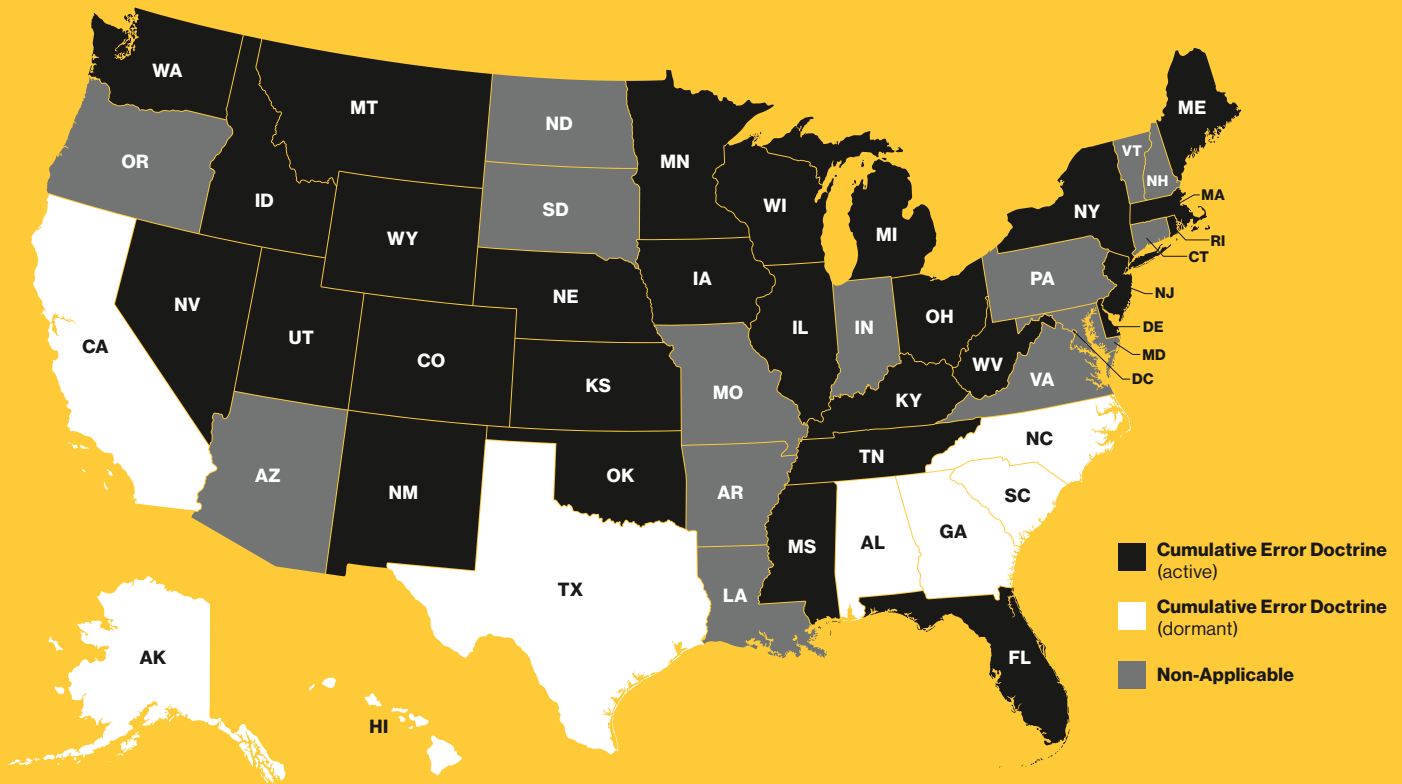 WA
MT
ND
MN
ME
OR
VT
ID
SD
WI
NH
MA
NY
WY
MI
RI
CT
IA
PA
NE
NJ
NV
IL
IN
OH
DE
UT
CA
CO
MD
WV
DC
KS
MO
KY
VA
NC
TN
AZ
OK
NM
AR
SC
MS
AL
GA
Cumulative Error Doctrine
(active)
TX
LA
Cumulative Error Doctrine
(dormant)
AK
FL
Non-Applicable
HI